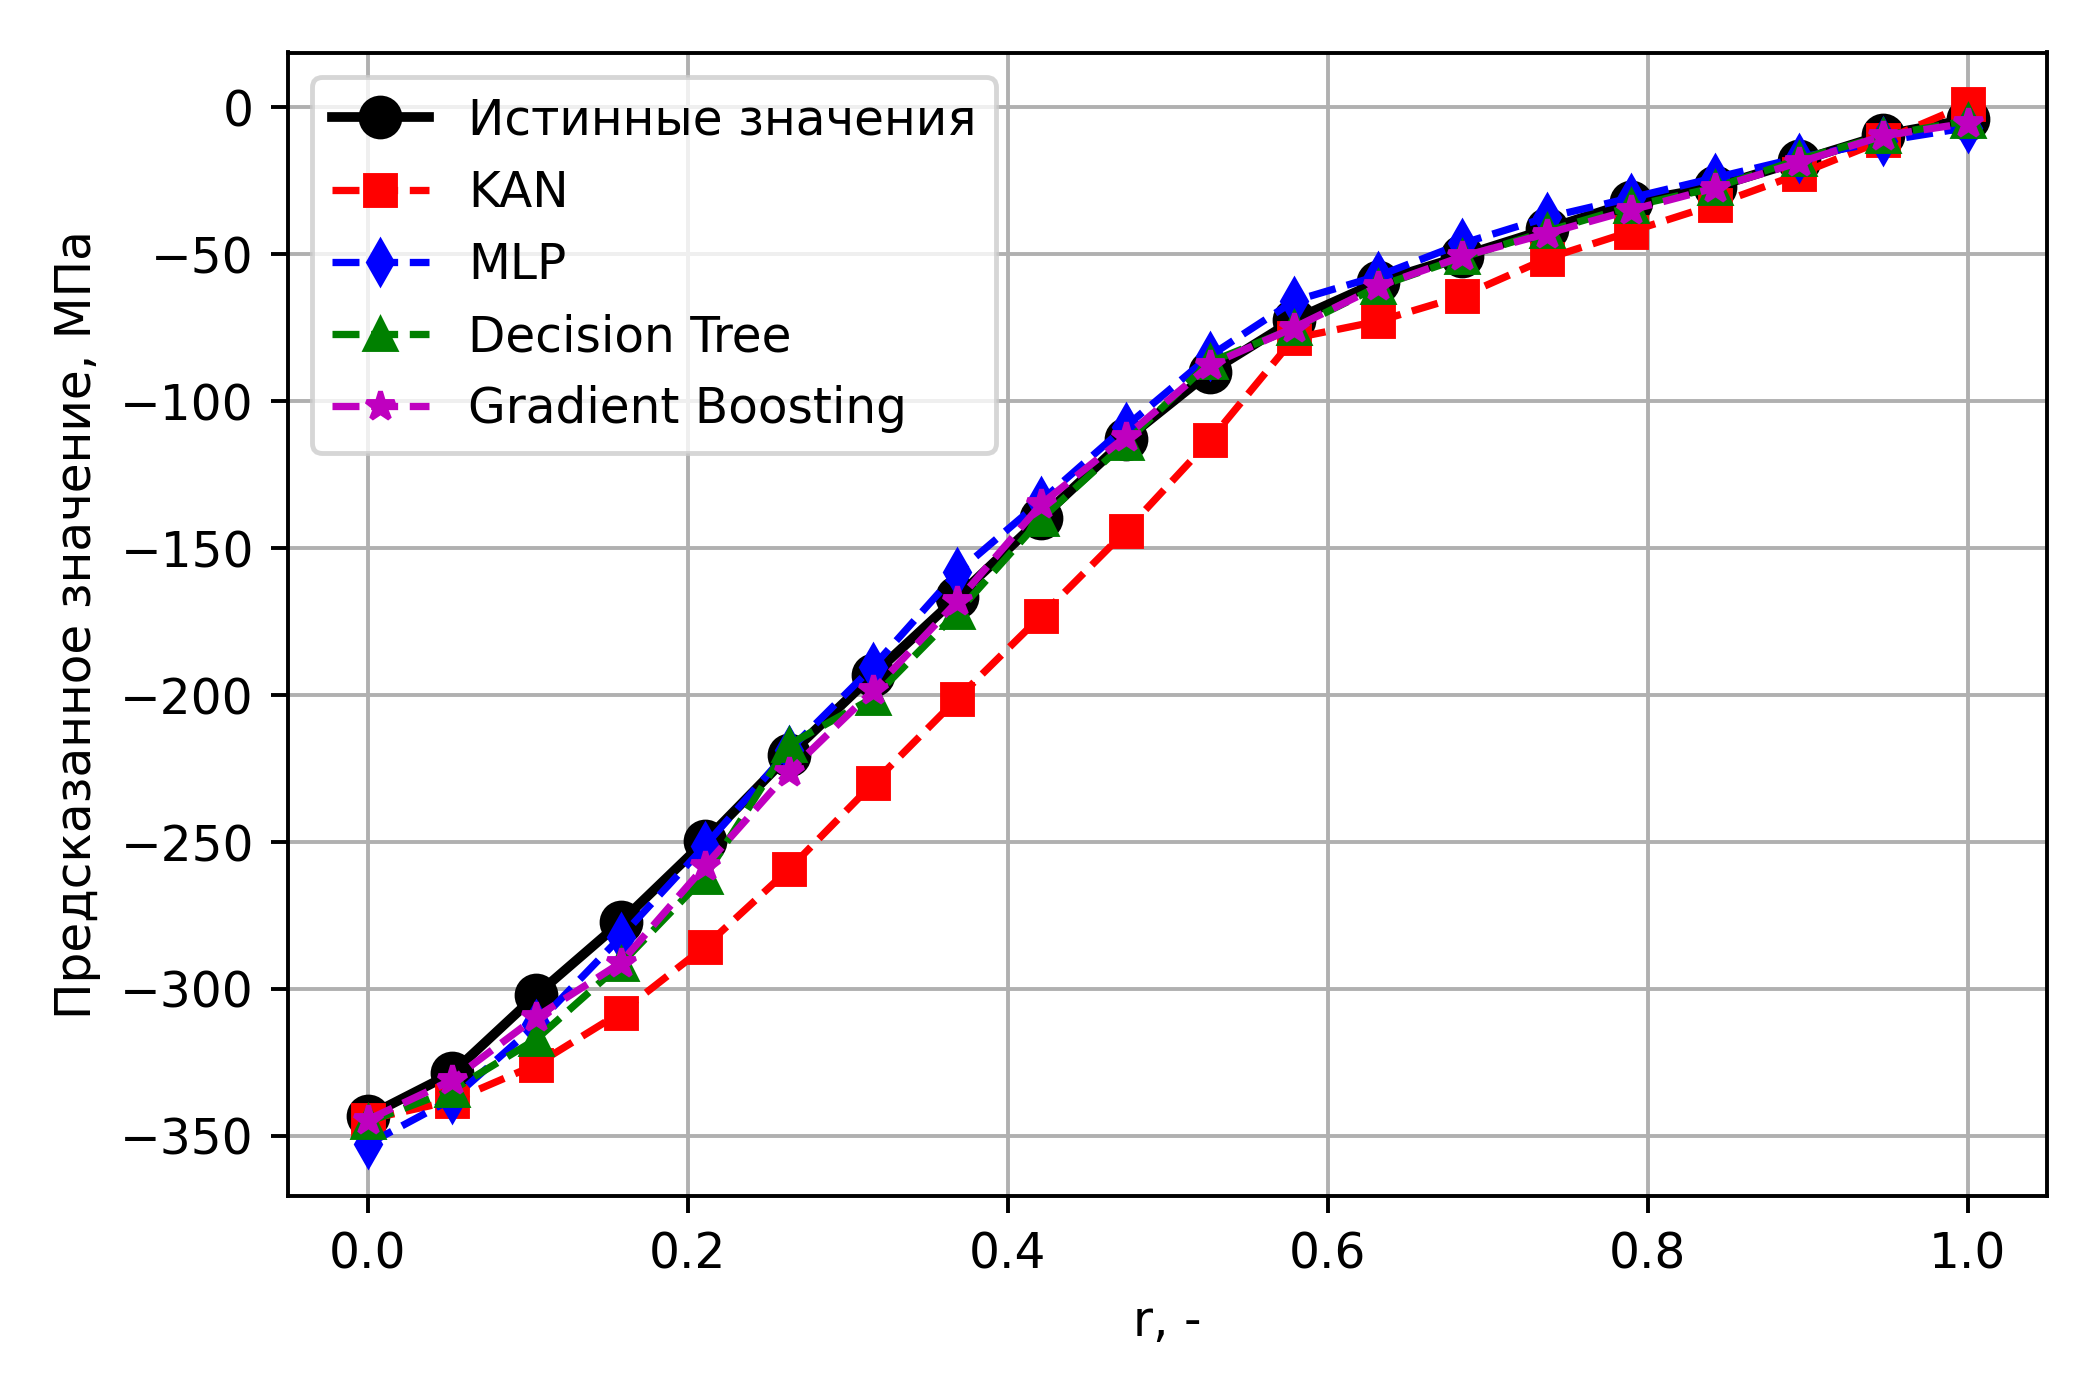 Истинные значения
KAN
MLP
Decision Tree
Gradient Boosting
Предсказанное значение, МПа
0
−50
−100
−150
−200
−250
−300
−350
0.0 0.2 0.4 0.6 0.8 1.0
r, -